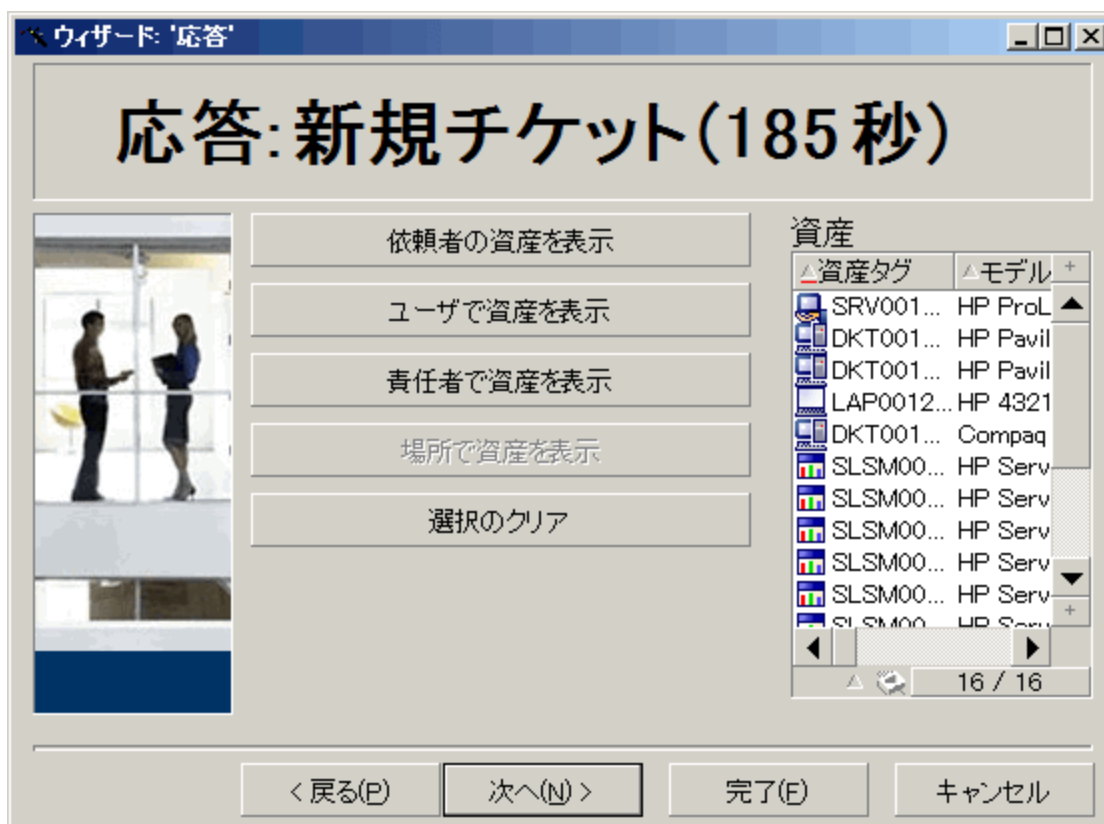 ウィザード: '応答'
応答:新規チケット(185 秒)
依頼者の資産を表示
ユーザで資産を表示
責任者で資産を表示
場所で資産を表示
選択のクリア
資産
資産タグ モデル
SRV001... HP ProL
DKT001... HP Pavil
DKT001... HP Pavil
LAP0012... HP 4321
DKT001... Compaq
SLSM00... HP Serv
SLSM00... HP Serv
SLSM00... HP Serv
SLSM00... HP Serv
SLSM00... HP Serv
SLSM00 HP Serv
16 / 16
< 戻る(P) 次へ(N) > 完了(F) キャンセル